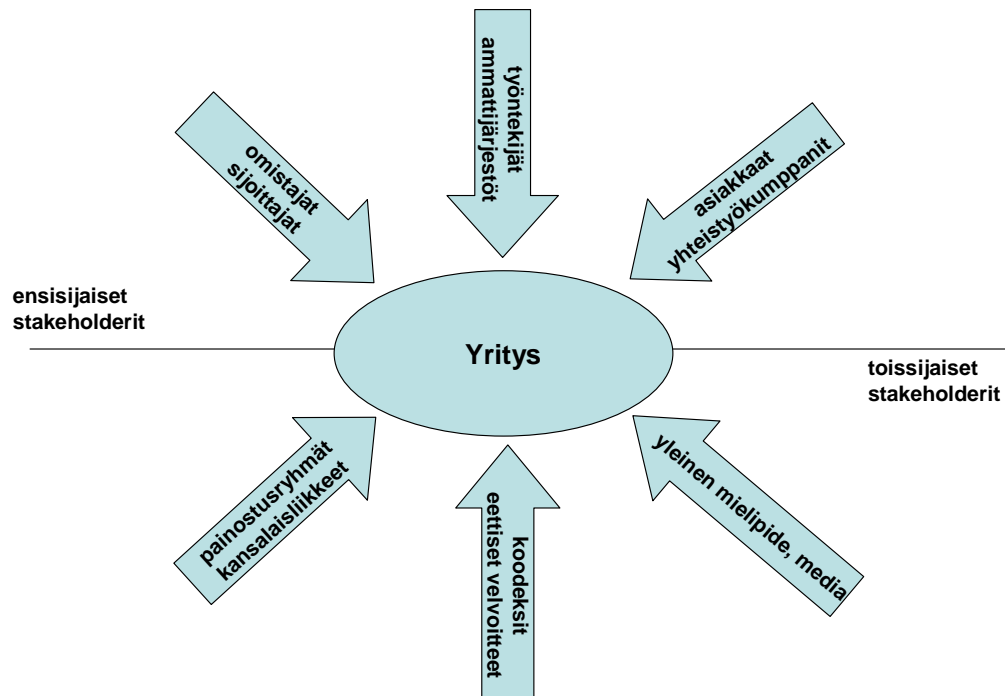 työntekijät
ammattijärjestöt
omistajat
sijoittajat
asiakkaat
yhteistyökumppanit
ensisijaiset
stakeholderit
Yritys
toissijaiset
stakeholderit
painostusryhmät
kansalaisliikkeet
koodeksit
eettiset velvoitteet
yleinen mielipide, media